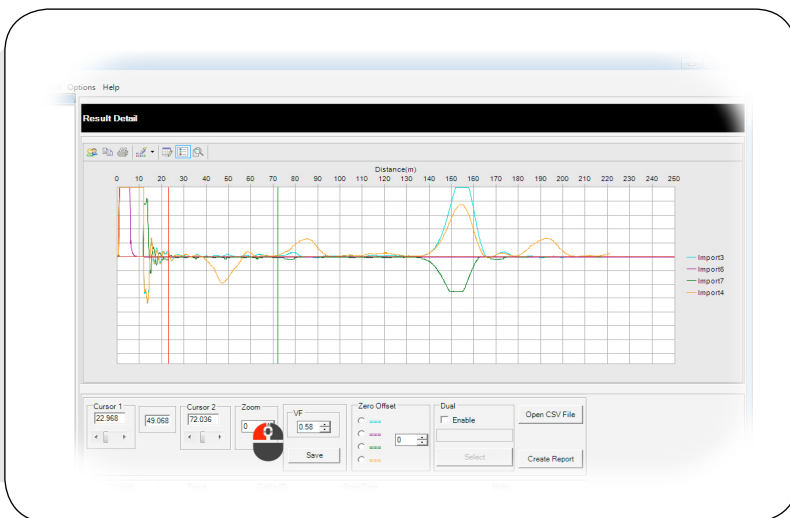 Options Help
Result Detail
Distance(m)
0 10 20 30 40 50 60 70 80 90 100 110 120 130 140 150 160 170 180 190 200 210 220 230 240 250 260
Import3
Import6
Import7
Import4
Cursor 1
22.968
49.068
Cursor 2
72.036
Zoom
0
VF
0.58
Save
Zero Offset
0
Dual
Enable
Select
Open CSV File
Create Report